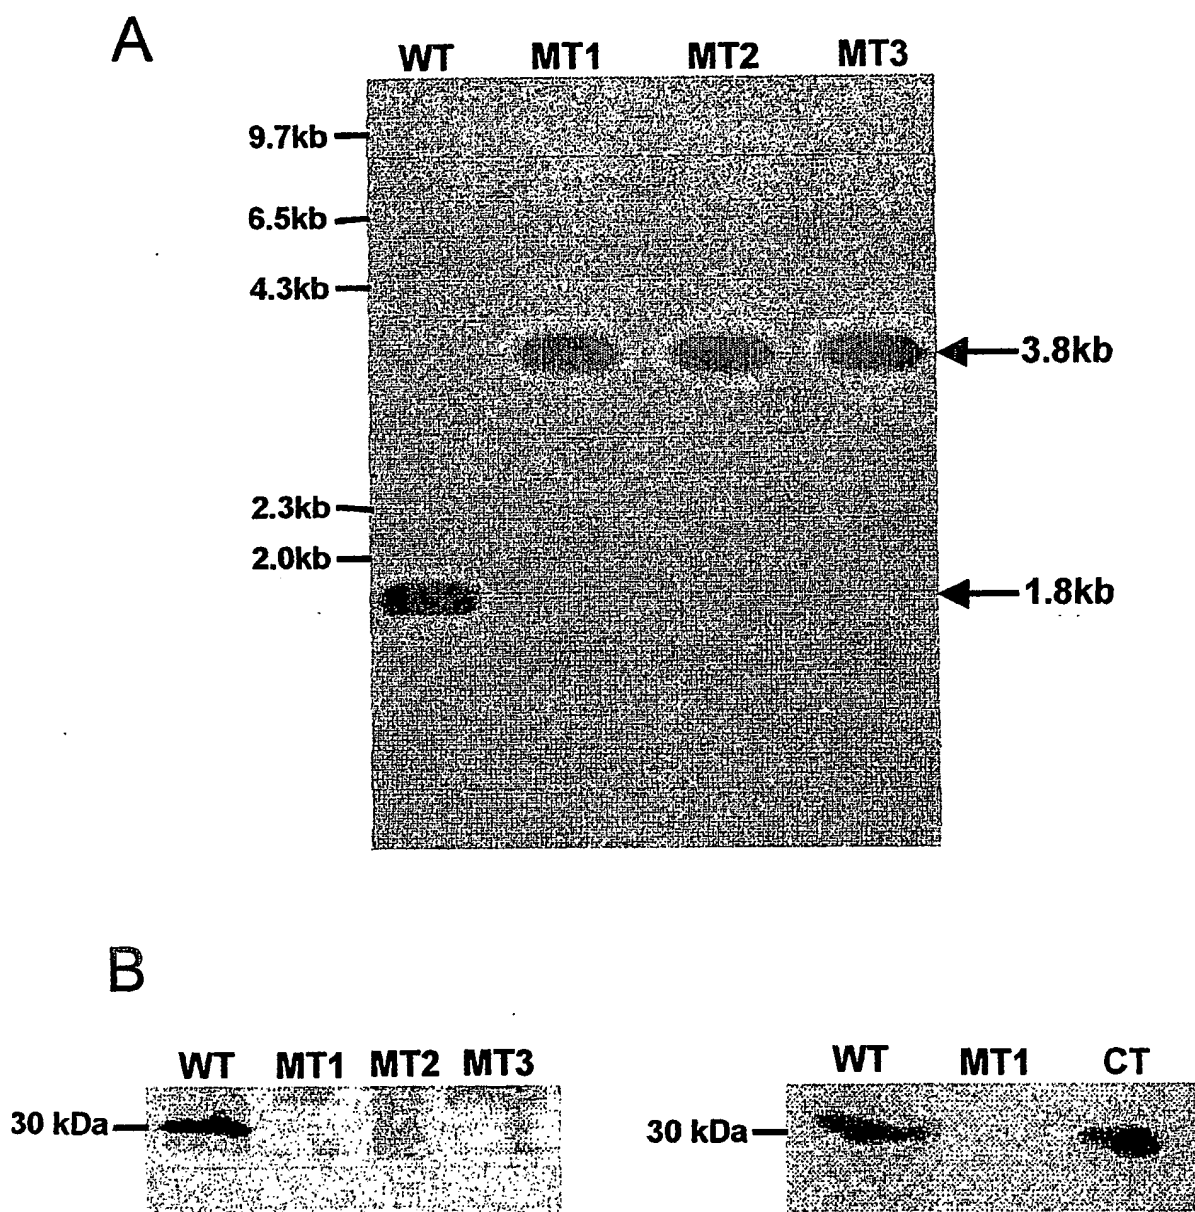 A
WT MT1 MT2 MT3
9.7kb
6.5kb
4.3kb
3.8kb
2.3kb
2.0kb
1.8kb
B
WT MT1 MT2 MT3
30 kDa
WT MT1 CT
30 kDa